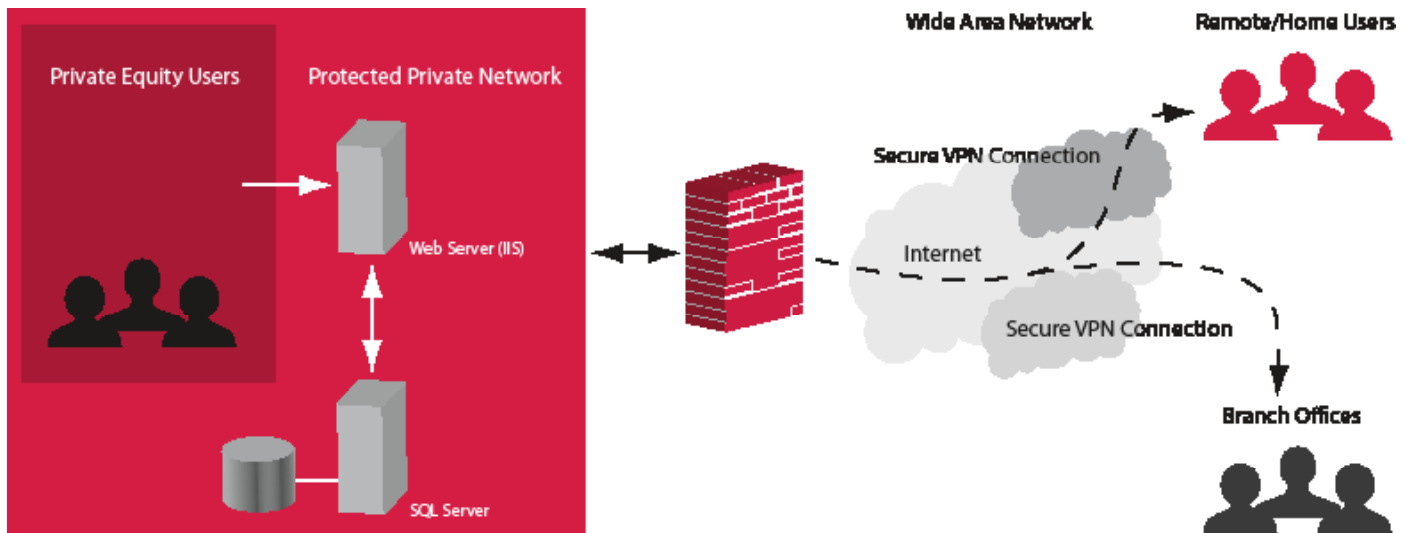 Private Equity Users
Protected Private Network
Web Server (IIS)
SQL Server
Wide Area Network
Remote/Home Users
Secure VPN Connection
Internet
Secure VPN Connection
Branch Offices